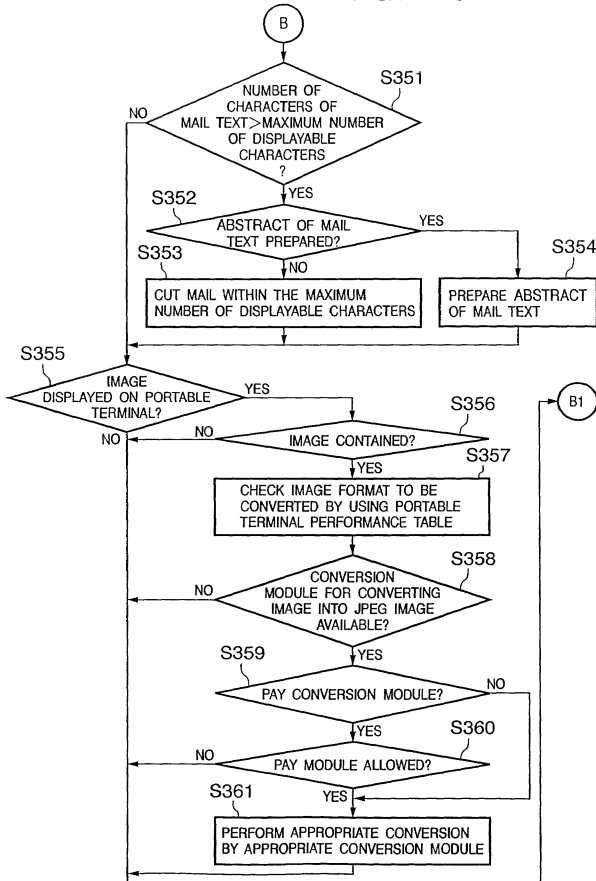 B
S351
NUMBER OF
CHARACTERS OF
MAIL TEXT>MAXIMUM NUMBER
OF DISPLAYABLE
CHARACTERS
?
NO
YES
S352
ABSTRACT OF MAIL
TEXT PREPARED?
YES
NO
S353
CUT MAIL WITHIN THE MAXIMUM
NUMBER OF DISPLAYABLE CHARACTERS
S354
PREPARE ABSTRACT
OF MAIL TEXT
S355
IMAGE
DISPLAYED ON PORTABLE
TERMINAL?
YES
NO
B1
S356
IMAGE CONTAINED?
NO
YES
S357
CHECK IMAGE FORMAT TO BE
CONVERTED BY USING PORTABLE
TERMINAL PERFORMANCE TABLE
S358
CONVERSION
MODULE FOR CONVERTING
IMAGE INTO JPEG IMAGE
AVAILABLE?
NO
YES
S359
PAY CONVERSION MODULE?
NO
YES
S360
PAY MODULE ALLOWED?
NO
YES
S361
PERFORM APPROPRIATE CONVERSION
BY APPROPRIATE CONVERSION MODULE